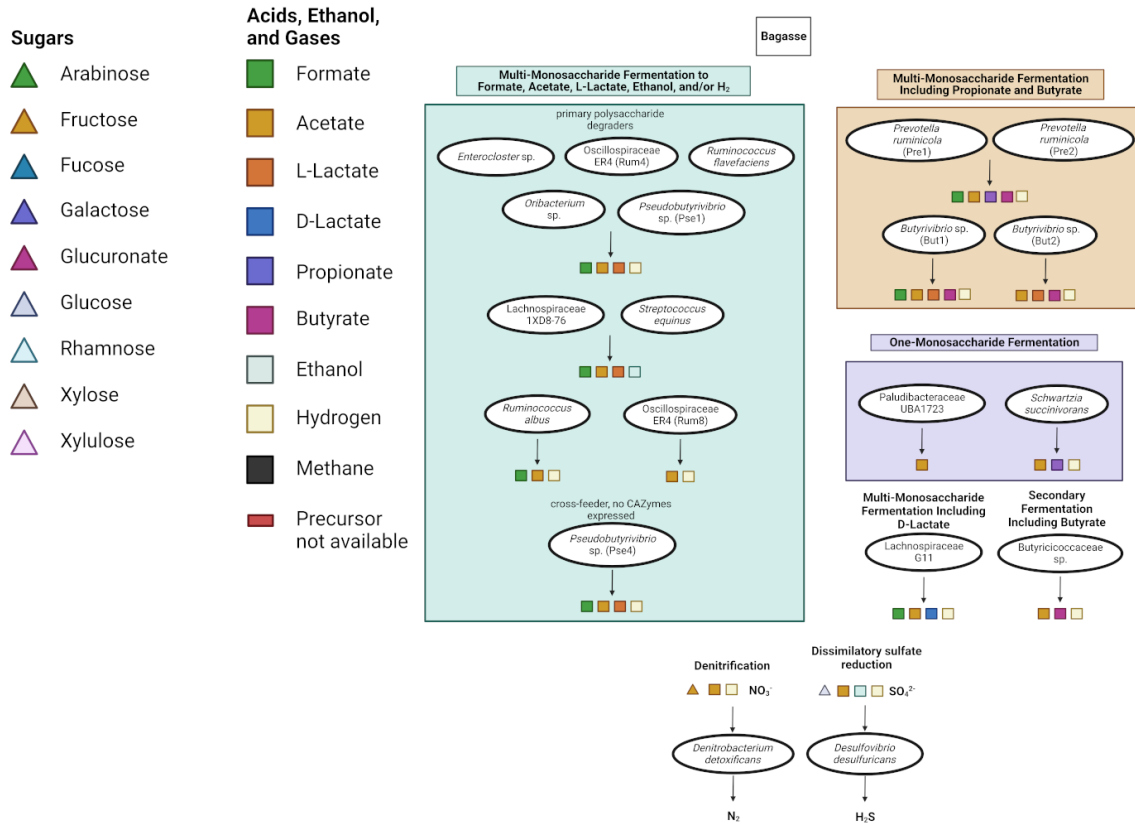 Sugars
Arabinose
Fructose
Fucose
Galactose
Glucuronate
Glucose
Rhamnose
Xylose
Xylulose
Acids, Ethanol,
and Gases
Formate
Acetate
L-Lactate
D-Lactate
Propionate
Butyrate
Ethanol
Hydrogen
Methane
Precursor
not available
Bagasse
Multi-Monosaccharide Fermentation to
Formate, Acetate, L-Lactate, Ethanol, and/or H₂
primary polysaccharide
degraders
Enterocloster sp.
Oscillospiraceae
ER4 (Rum4)
Ruminococcus
flavefaciens
Oribacterium
sp.
Pseudobutyrivibrio
sp. (Pse1)
Lachnospiraceae
1XD8-76
Streptococcus
equinus
Ruminococcus
albus
Oscillospiraceae
ER4 (Rum8)
cross-feeder, no CAZymes
expressed
Pseudobutyrivibrio
sp. (Pse4)
Multi-Monosaccharide Fermentation
Including Propionate and Butyrate
Prevotella
ruminicola
(Pre1)
Prevotella
ruminicola
(Pre2)
Butyrivibrio sp.
(But1)
Butyrivibrio sp.
(But2)
One-Monosaccharide Fermentation
Paludibacteraceae
UBA1723
Schwartzia
succinivorans
Multi-Monosaccharide
Fermentation Including
D-Lactate
Lachnospiraceae
G11
Secondary
Fermentation
Including Butyrate
Butyricicoccaceae
sp.
Denitrification
NO₃⁻
Denitrobacterium
detoxificans
N₂
Dissimilatory sulfate
reduction
SO₄²⁻
Desulfovibrio
desulfuricans
H₂S